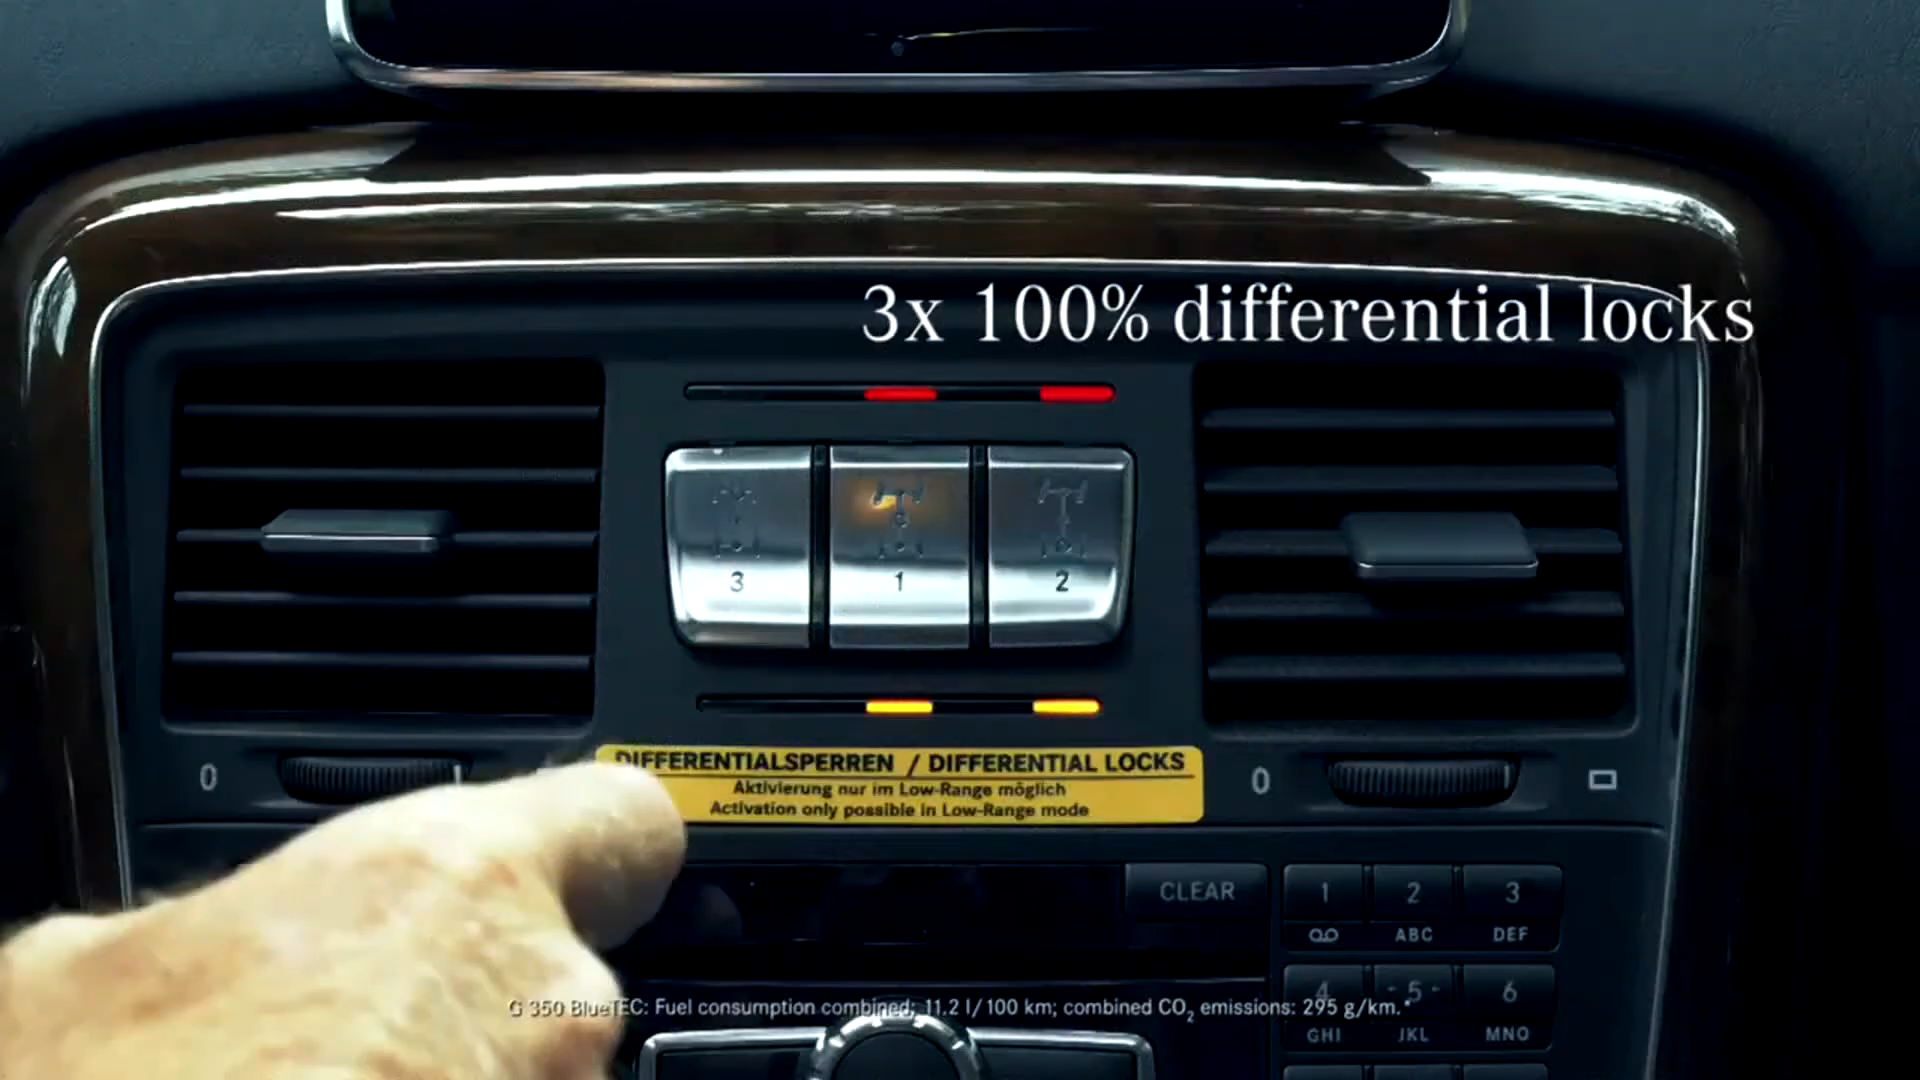 3x 100% differential locks
3 1 2
DIFFERENTIALSPERREN / DIFFERENTIAL LOCKS
Aktivierung nur im Low-Range möglich
Activation only possible in Low-Range mode
0
0
CLEAR
1 2 3
ABC DEF
4 5 6
G 350 BlueTEC: Fuel consumption combined: 11.2 l/100 km; combined CO₂ emissions: 295 g/km.*
GHI JKL MNO